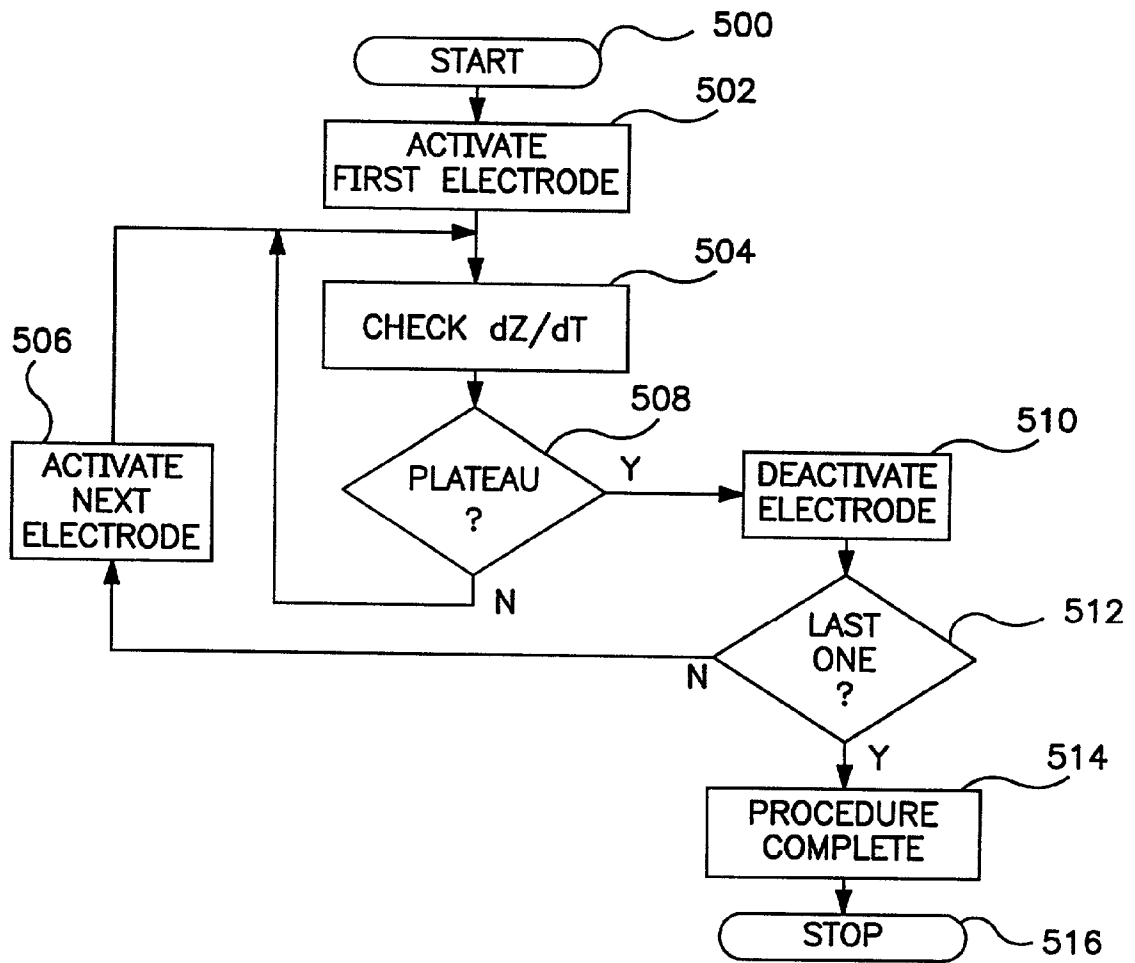 500
START
502
ACTIVATE
FIRST ELECTRODE
504
CHECK dZ/dT
506
ACTIVATE
NEXT
ELECTRODE
508
PLATEAU
?
Y
N
510
DEACTIVATE
ELECTRODE
512
LAST
ONE
?
N
Y
514
PROCEDURE
COMPLETE
STOP
516